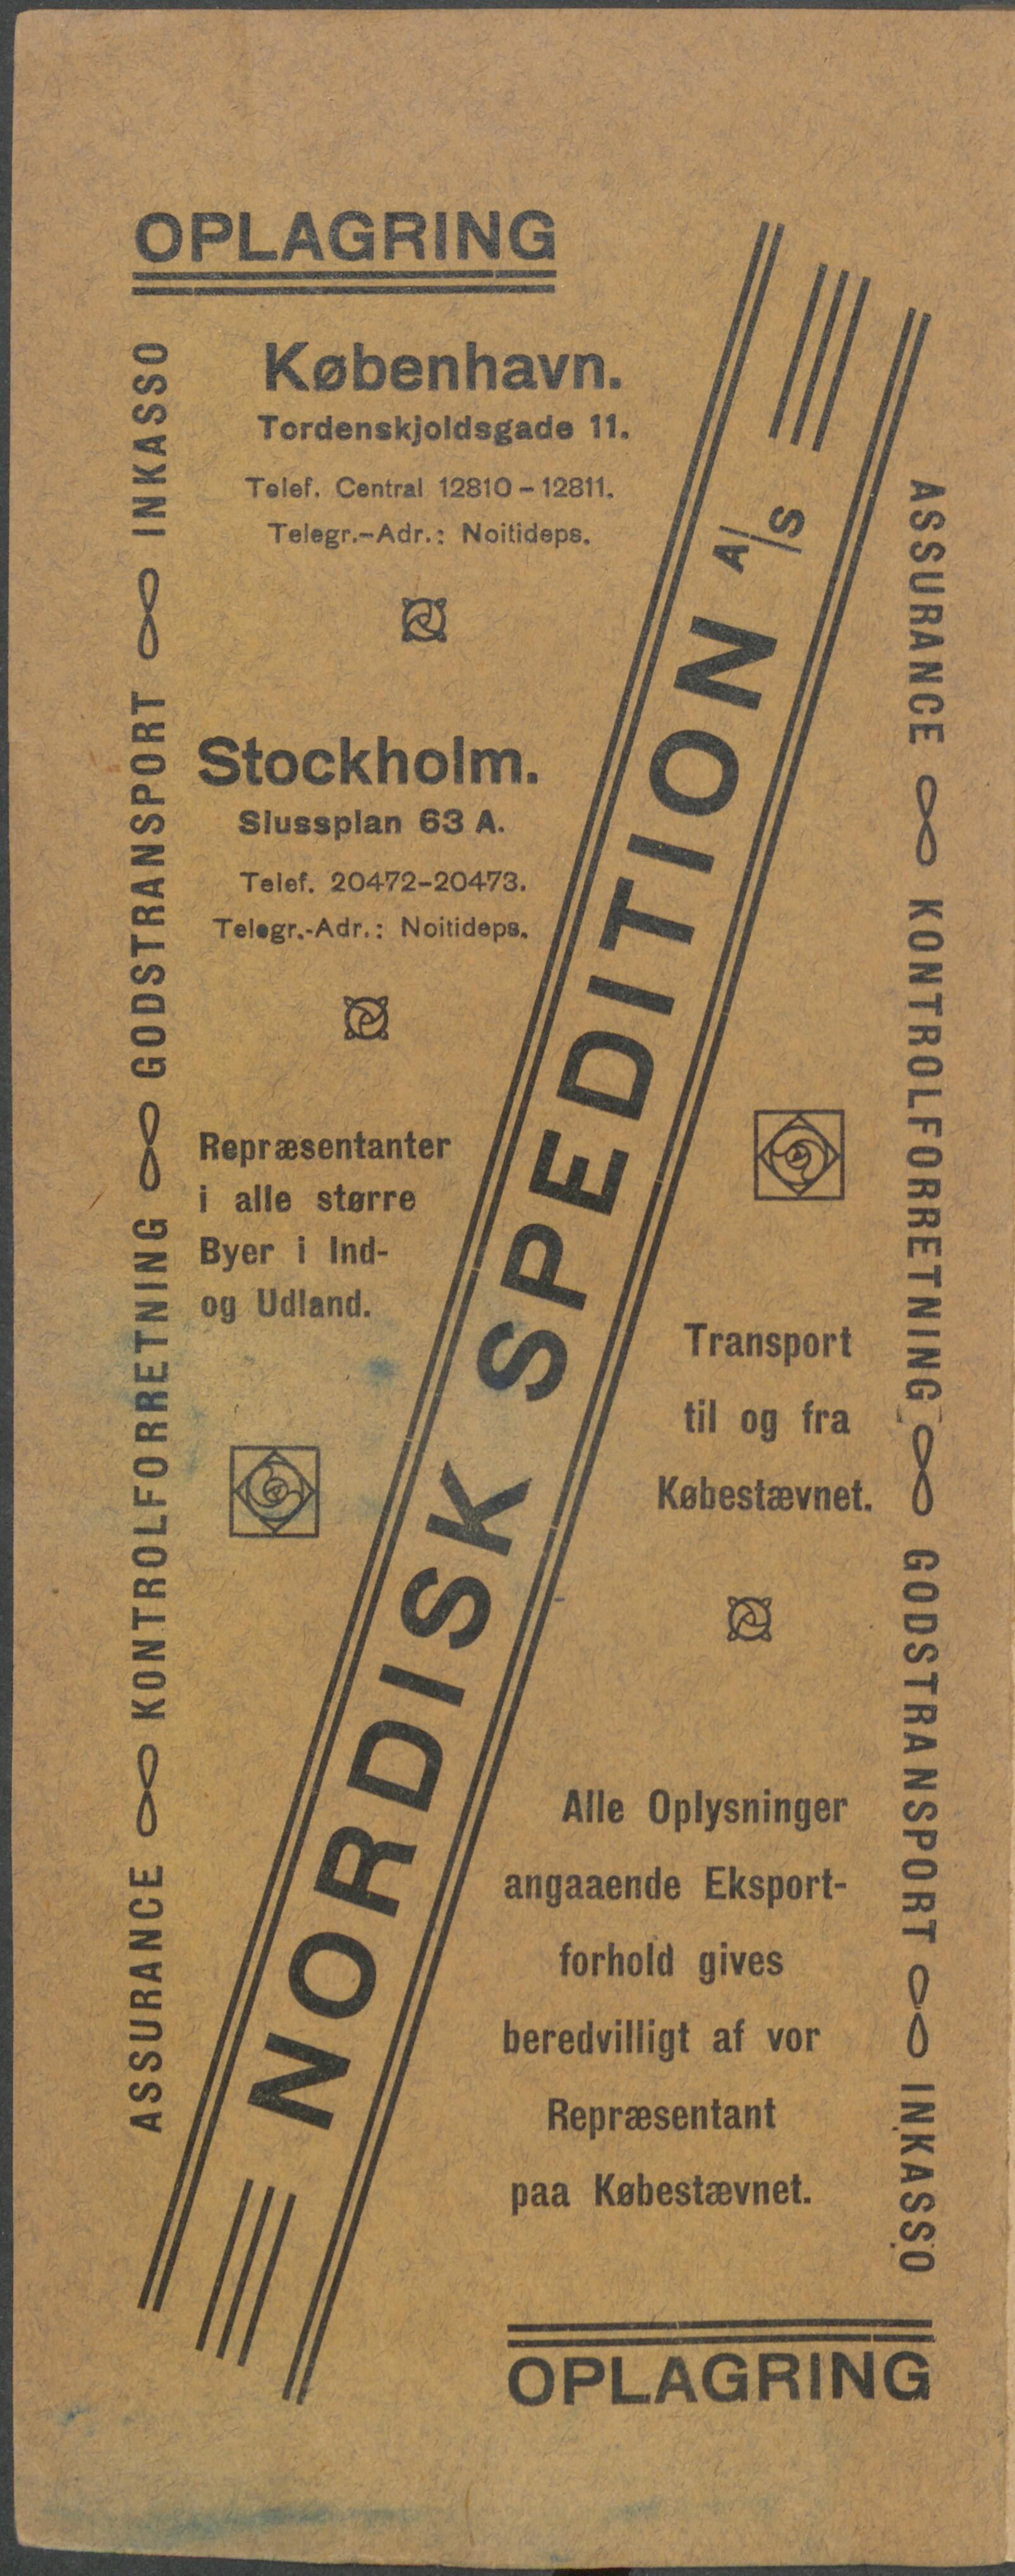 OPLAGRING
København.
Tordenskjoldsgade 11.
Telef. Central 12810 – 12811.
Telegr.-Adr.: Noitideps.
Stockholm.
Slussplan 63 A.
Telef. 20472-20473.
Telegr.-Adr.: Noitideps.
Repræsentanter
i alle større
Byer i Ind-
og Udland.
ASSURANCE KONTROLFORRETNING GODSTRANSPORT INKASSO
NORDISK SPEDITION A/S
ASSURANCE KONTROLFORRETNING GODSTRANSPORT INKASSO
Transport
til og fra
Købestævnet.
Alle Oplysninger
angaaende Eksport-
forhold gives
beredvilligt af vor
Repræsentant
paa Købestævnet.
OPLAGRING